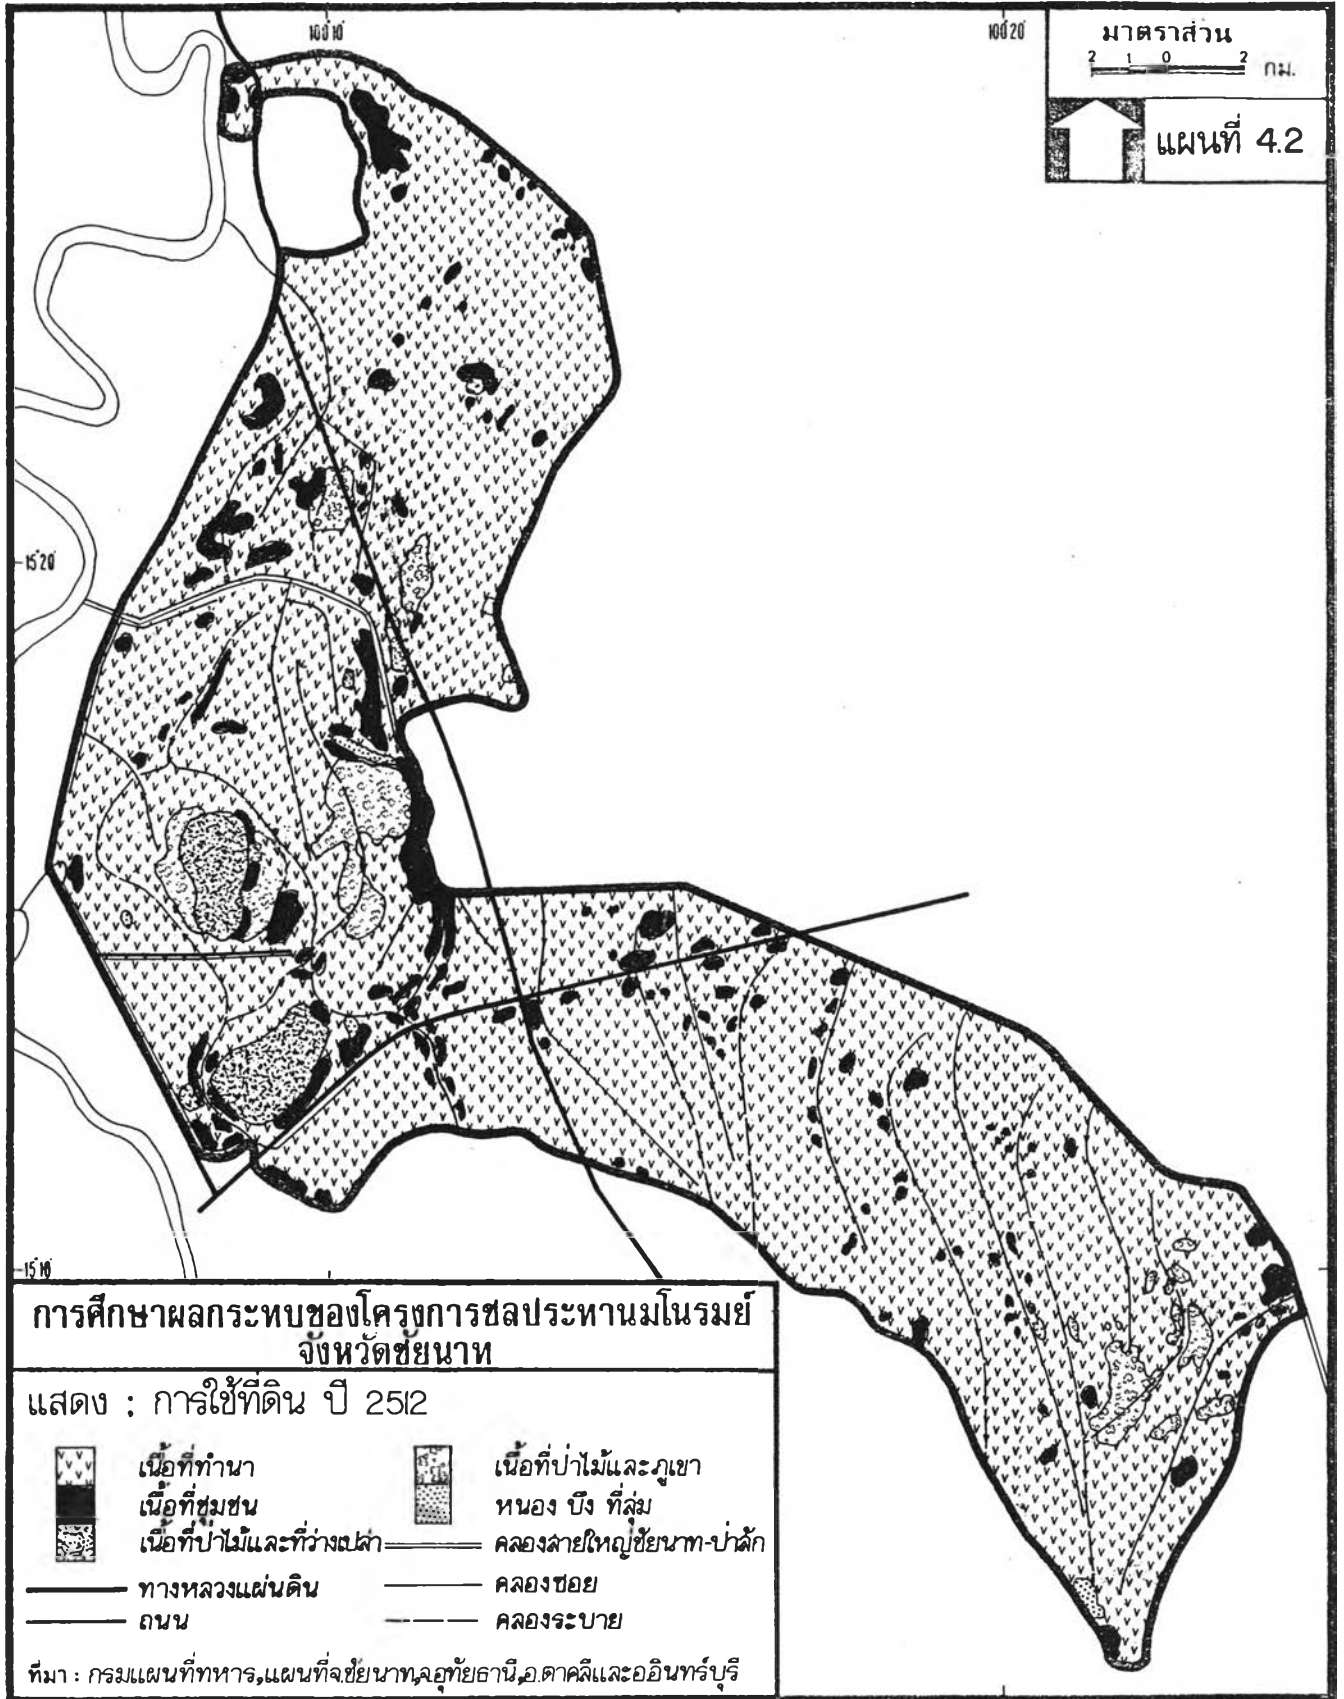 100°10'
100°20'
มาตราส่วน
2 1 0 2 กม.
แผนที่ 4.2
15°20'
15°10'
การศึกษาผลกระทบของโครงการชลประทานมโนรมย์
จังหวัดชัยนาท
แสดง : การใช้ที่ดิน ปี 2512
เนื้อที่ทำนา
เนื้อที่ชุมชน
เนื้อที่ป่าไม้และที่ว่างเปล่า
ทางหลวงแผ่นดิน
ถนน
เนื้อที่ป่าไม้และภูเขา
หนอง บึง ที่ลุ่ม
คลองสายใหญ่ชัยนาท-ป่าสัก
คลองซอย
คลองระบาย
ที่มา : กรมแผนที่ทหาร,แผนที่จ.ชัยนาท,จ.อุทัยธานี,อ.ตาคลีและอ.อินทร์บุรี